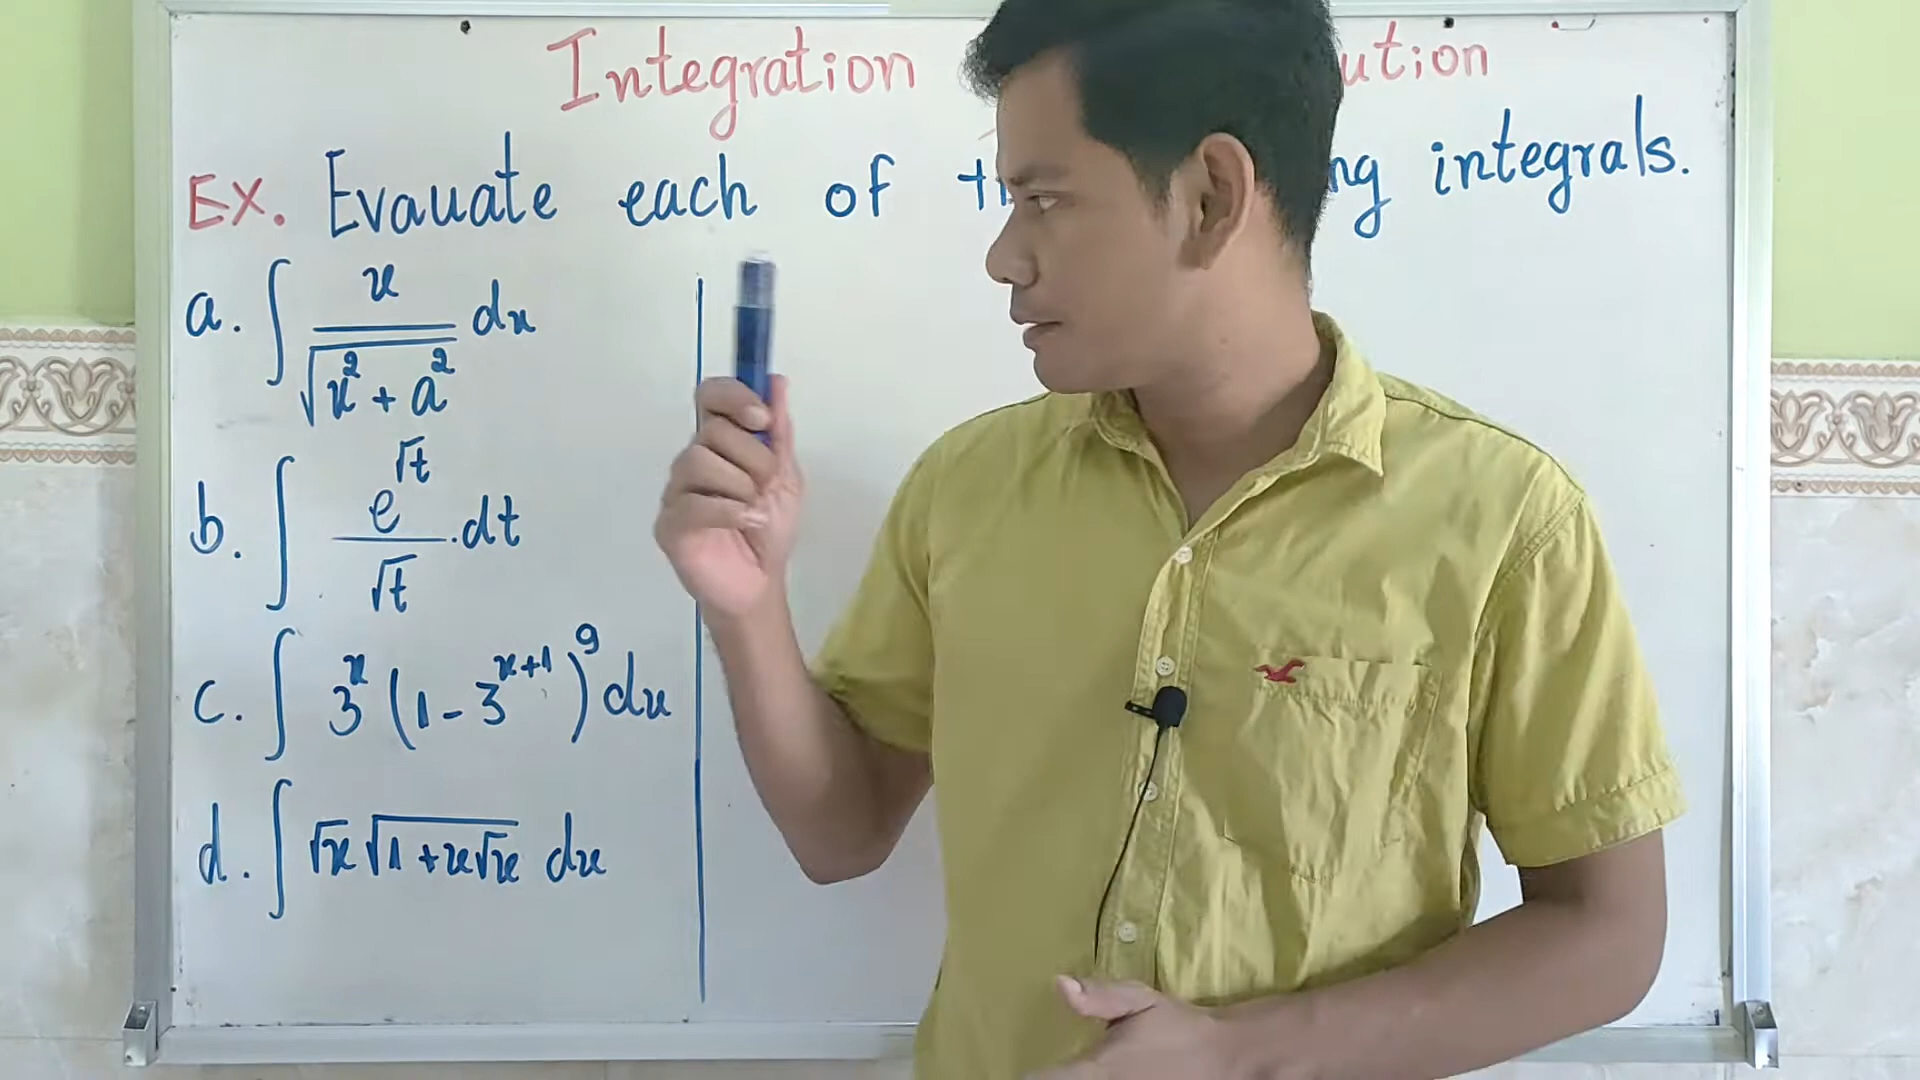 Integration ution
Ex. Evauate each of ng integrals.
a. ∫ x/√(x² + a²) dx
b. ∫ e^√t/√t .dt
c. ∫ 3^x (1 - 3^(x+1))^9 dx
d. ∫ √x √(1 + x√x) dx